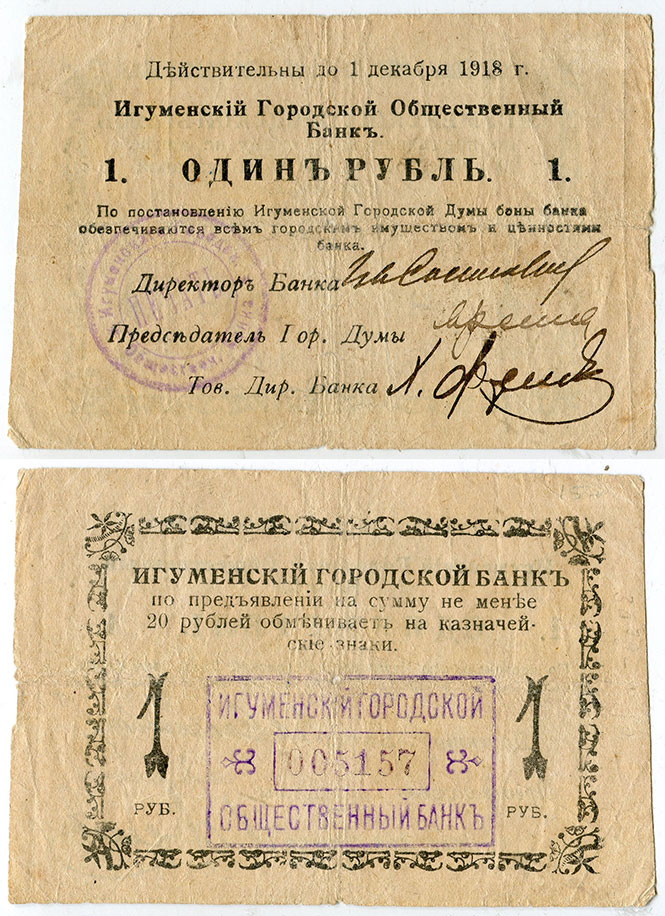 Дѣйствительны до 1 декабря 1918 г.
Игуменскій Городской Общественный
Банкъ.
1. ОДИНЪ РУБЛЬ. 1.
По постановленію Игуменской Городской Думы боны банка
обезпечиваются всѣмъ городскимъ имуществомъ и цѣнностями
банка.
Директоръ Банка
Предсѣдатель Гор. Думы
Тов. Дир. Банка
ИГУМЕНСКІЙ ГОРОДСКОЙ БАНКЪ
по предъявленіи на сумму не менѣе
20 рублей обмѣниваетъ на казначей-
скіе знаки.
1 1
РУБ. РУБ.
ИГУМЕНСКІЙ ГОРОДСКОЙ
005157
ОБЩЕСТВЕННЫЙ БАНКЪ